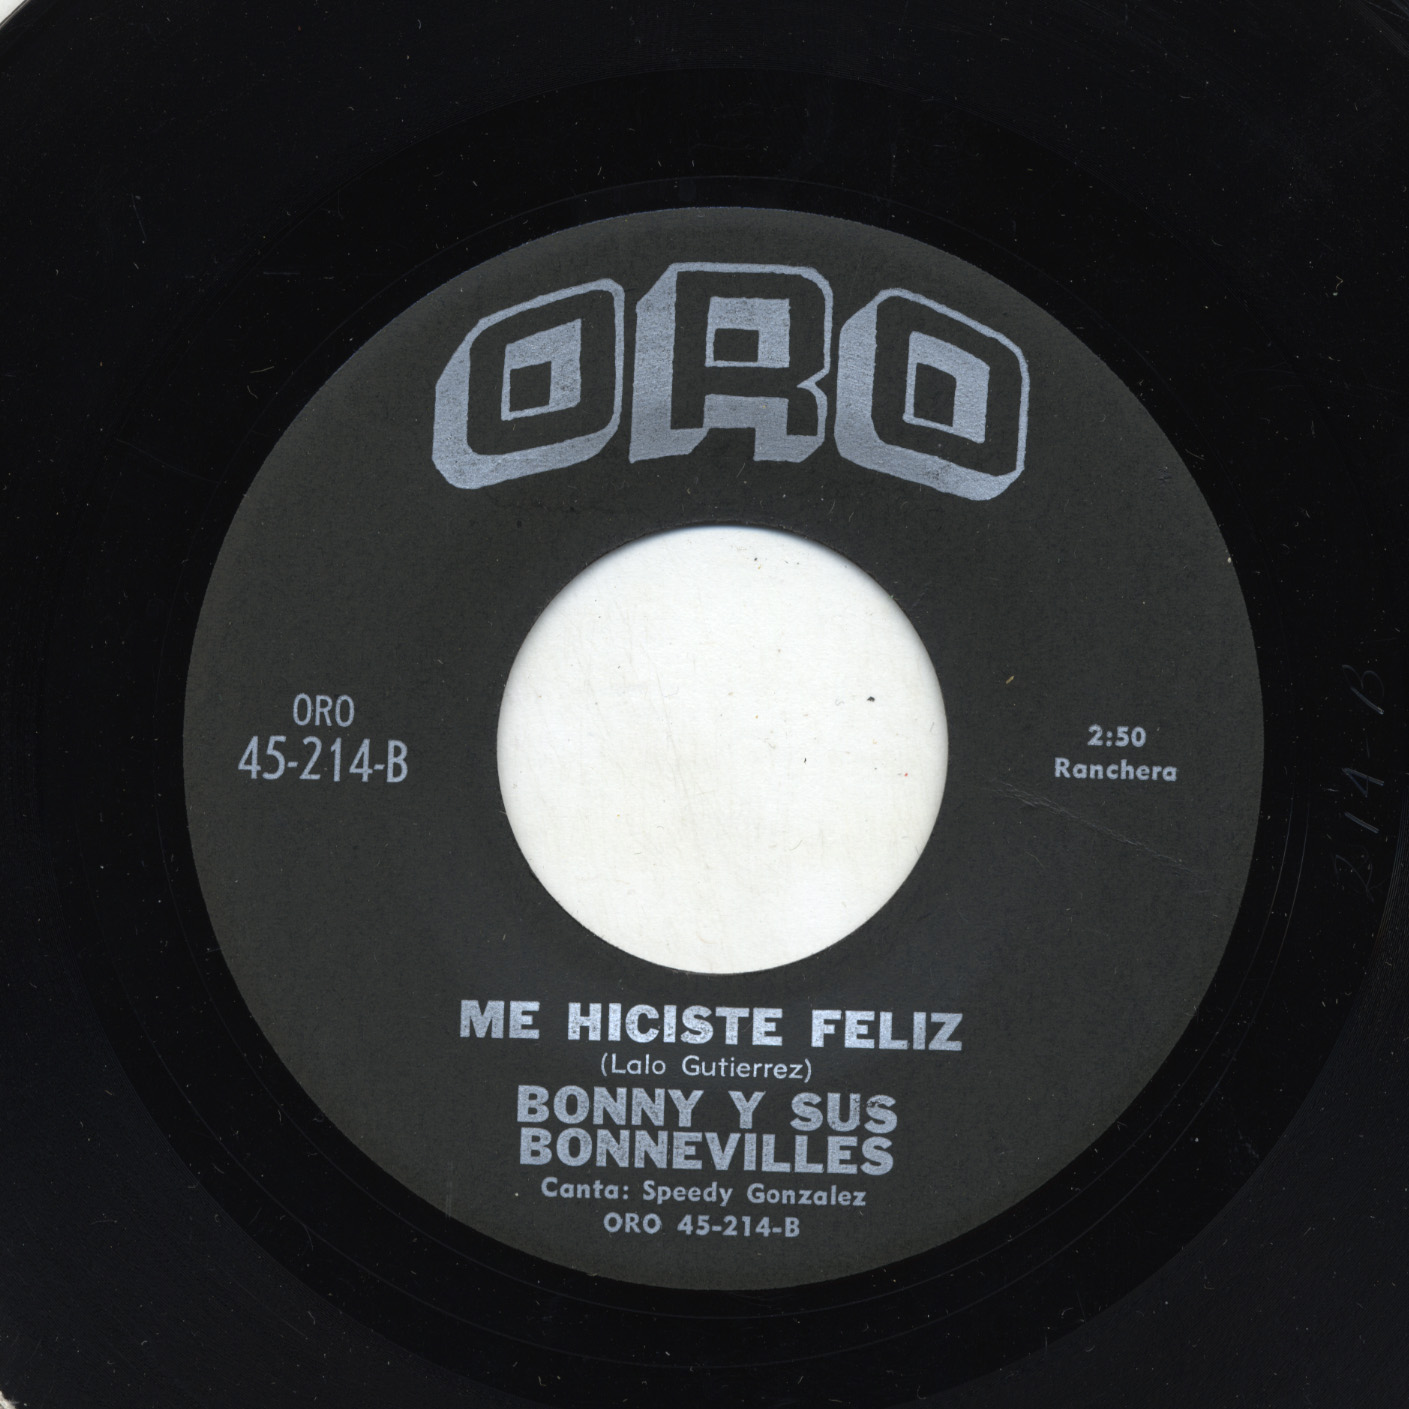 ORO
ORO
45-214-B
2:50
Ranchera
ME HICISTE FELIZ
(Lalo Gutierrez)
BONNY Y SUS
BONNEVILLES
Canta: Speedy Gonzalez
ORO 45-214-B
214-B